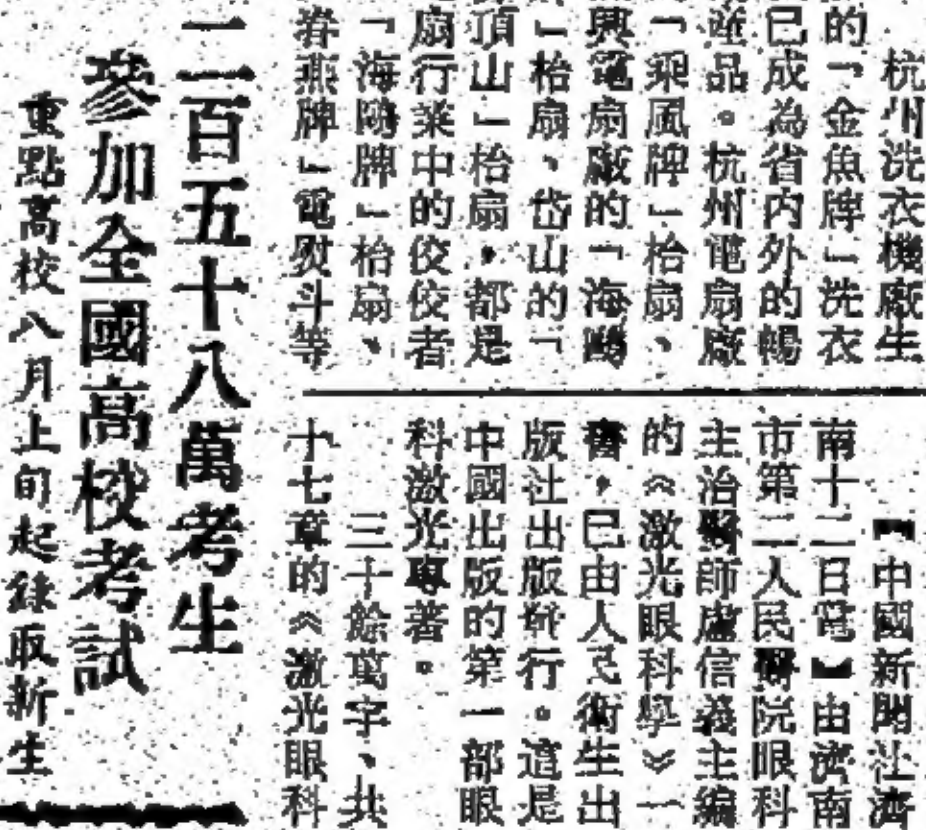 杭州洗衣機廠生
的「金魚牌」洗衣
已成為省内外的暢
品。杭州電扇廠
「乘風牌」枱扇、
興電扇廠的「海鷗
」枱扇、岱山的「
頂山」枱扇，都是
扇行業中的佼佼者
「海鷗牌」枱扇、
春燕牌」電熨斗等
【中國新聞社濟
南十二日電】由濟南
市第二人民醫院眼科
主治醫師盧信義主編
的《激光眼科學》一
書，已由人民衛生出
版社出版發行。這是
中國出版的第一部眼
科激光專著。
三十餘萬字、共
十七章的《激光眼科
二百五十八萬考生
參加全國高校考試
重點高校八月上旬起錄取新生